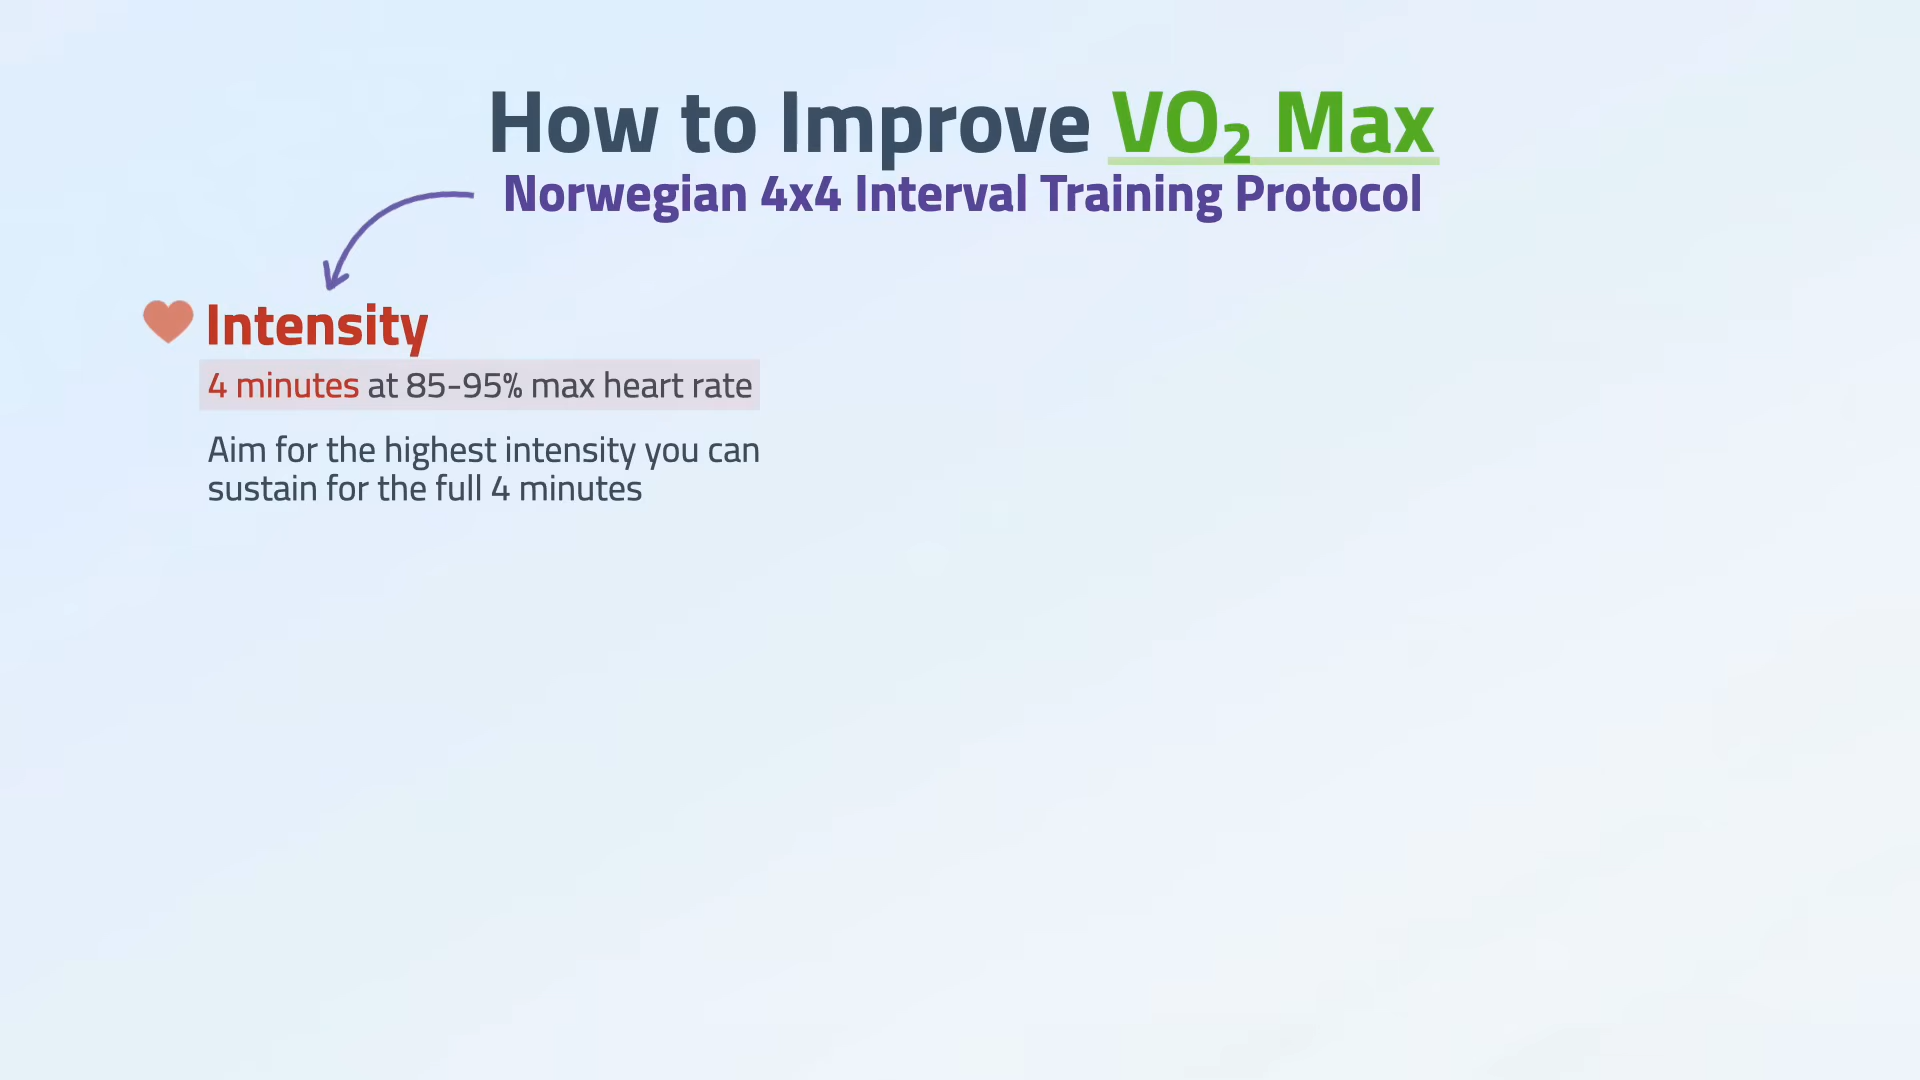 How to Improve VO₂ Max
Norwegian 4x4 Interval Training Protocol
Intensity
4 minutes at 85-95% max heart rate
Aim for the highest intensity you can
sustain for the full 4 minutes